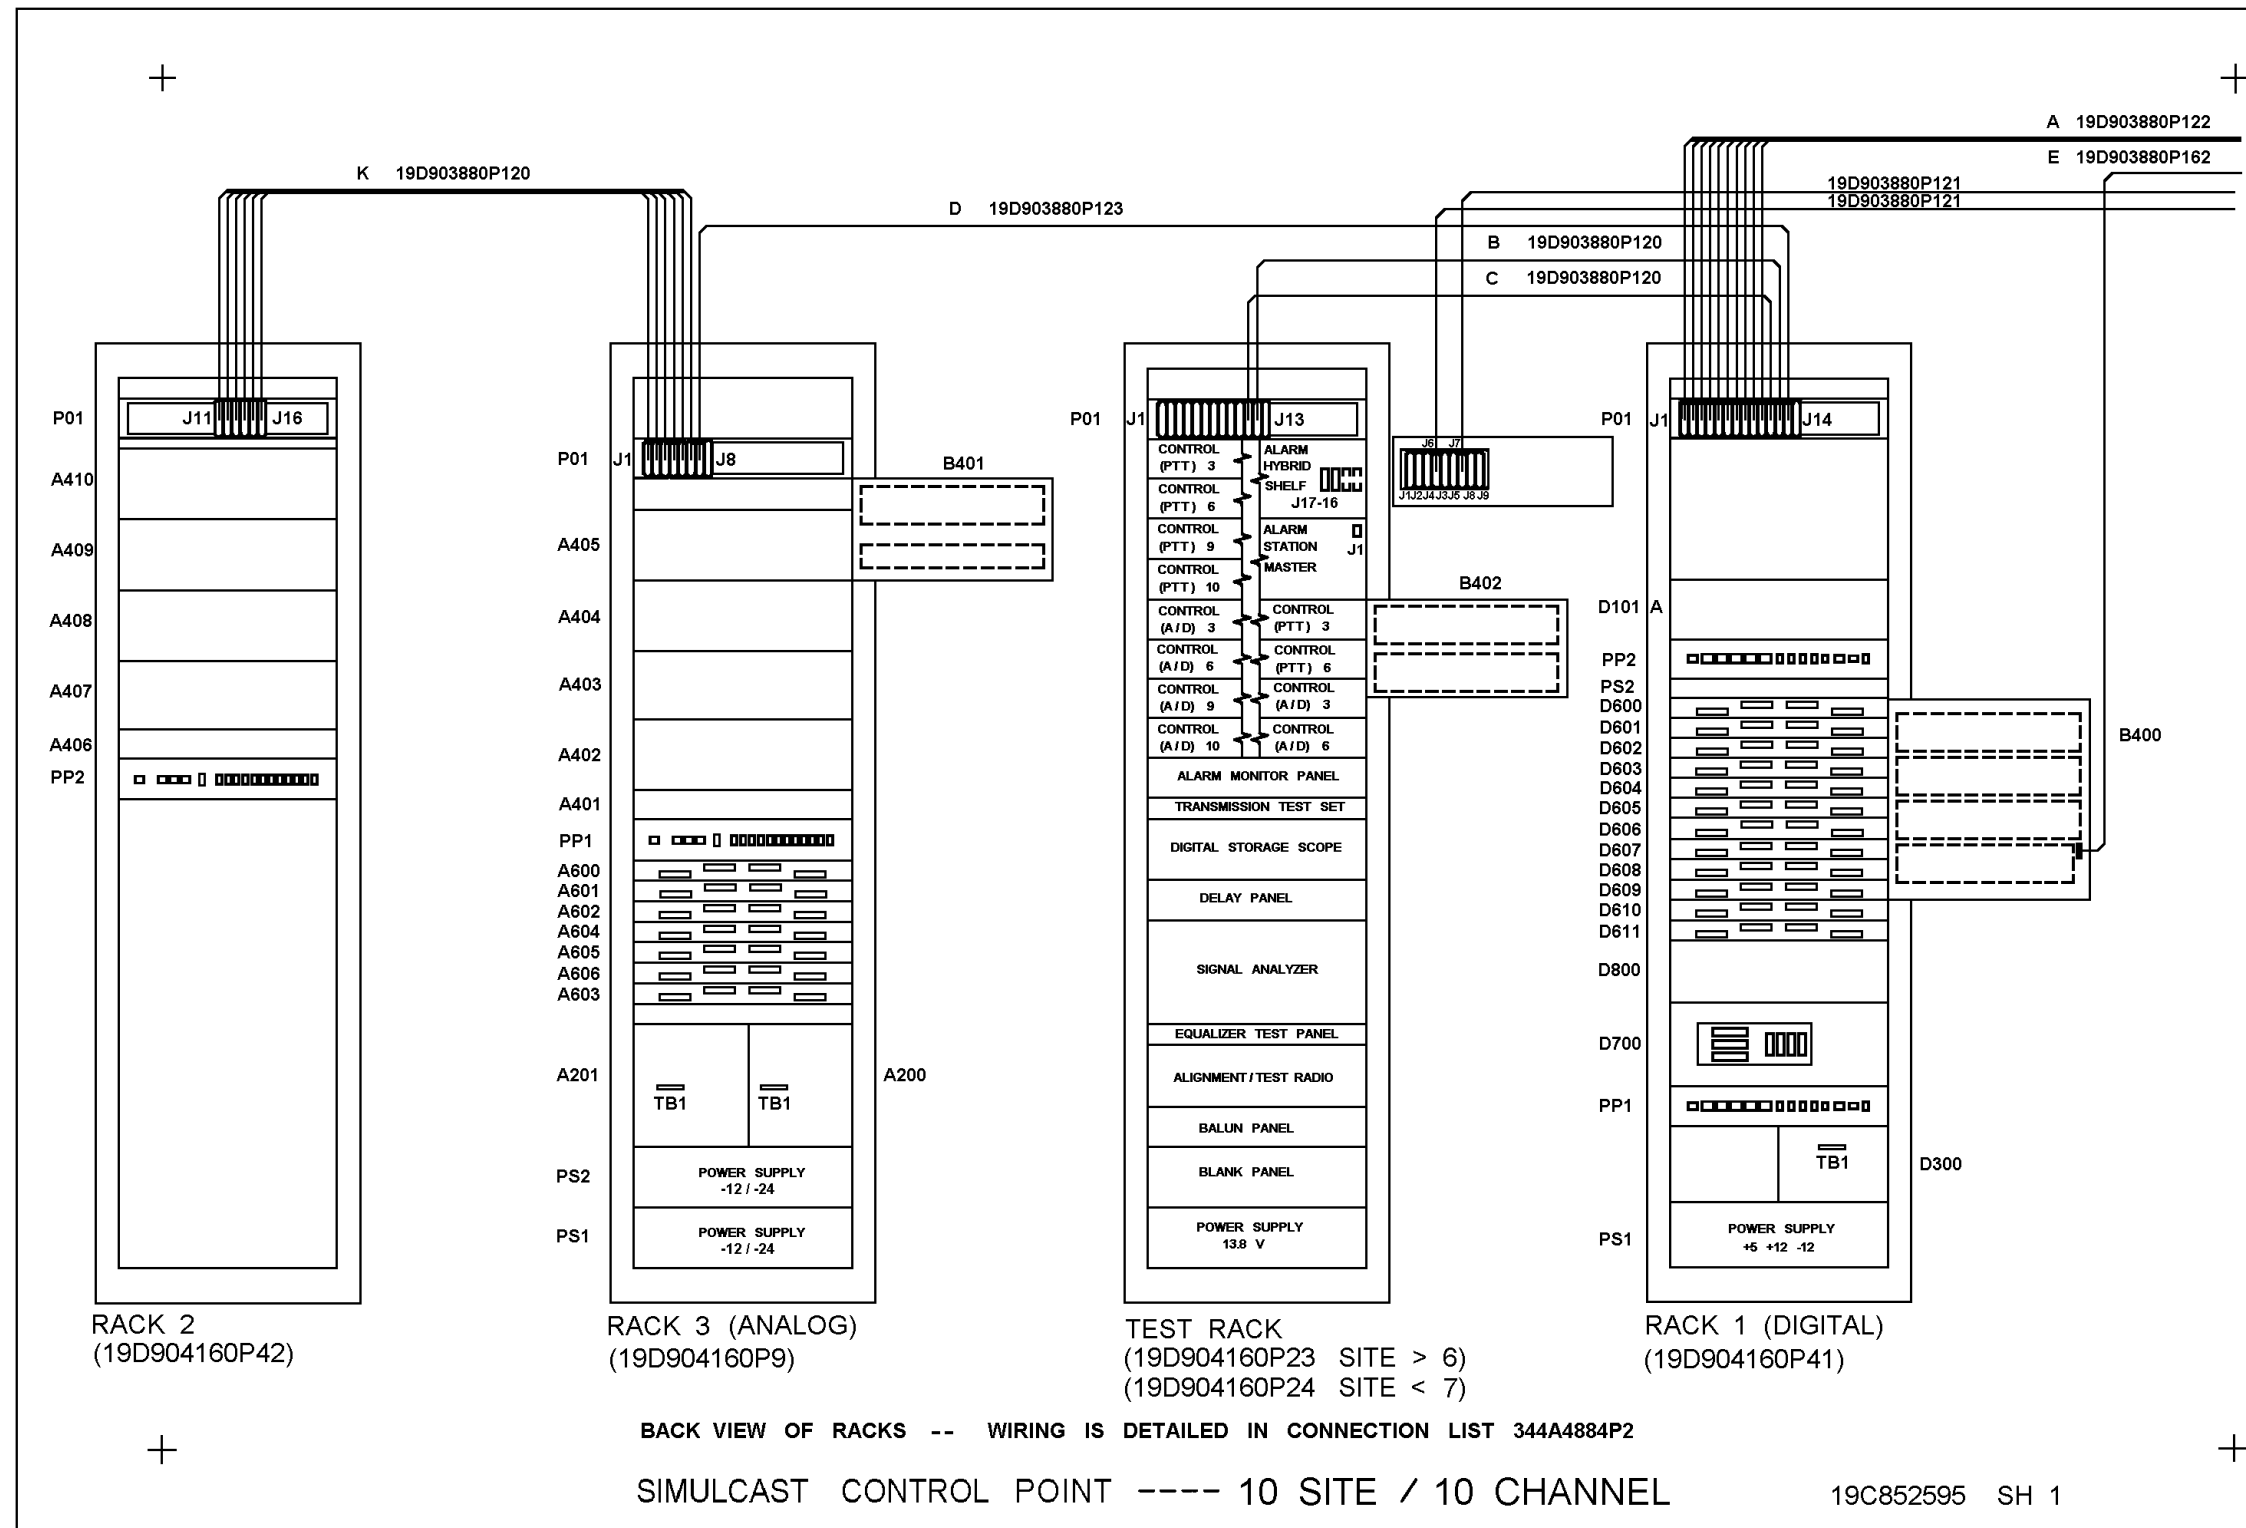 A 19D903880P122
E 19D903880P162
K 19D903880P120
19D903880P121
19D903880P121
D 19D903880P123
B 19D903880P120
C 19D903880P120
P01
J11
J16
A410
A409
A408
A407
A406
PP2
RACK 2
(19D904160P42)
P01
J1
J8
B401
A405
A404
A403
A402
A401
PP1
A600
A601
A602
A604
A605
A606
A603
A201
TB1
TB1
A200
PS2
POWER SUPPLY
-12 / -24
PS1
POWER SUPPLY
-12 / -24
RACK 3 (ANALOG)
(19D904160P9)
P01
J1
J13
CONTROL
(PTT) 3
CONTROL
(PTT) 6
CONTROL
(PTT) 9
CONTROL
(PTT) 10
CONTROL
(A/D) 3
CONTROL
(A/D) 6
CONTROL
(A/D) 9
CONTROL
(A/D) 10
ALARM
HYBRID
SHELF
J17-16
ALARM
STATION
MASTER
J1
CONTROL
(PTT) 3
CONTROL
(PTT) 6
CONTROL
(A/D) 3
CONTROL
(A/D) 6
ALARM MONITOR PANEL
TRANSMISSION TEST SET
DIGITAL STORAGE SCOPE
DELAY PANEL
SIGNAL ANALYZER
EQUALIZER TEST PANEL
ALIGNMENT/TEST RADIO
BALUN PANEL
BLANK PANEL
POWER SUPPLY
13.8 V
J6 J7
J1J2J4J3J5 J8 J9
B402
TEST RACK
(19D904160P23 SITE > 6)
(19D904160P24 SITE < 7)
P01
J1
J14
D101 A
PP2
PS2
D600
D601
D602
D603
D604
D605
D606
D607
D608
D609
D610
D611
B400
D800
D700
PP1
TB1
D300
PS1
POWER SUPPLY
+5 +12 -12
RACK 1 (DIGITAL)
(19D904160P41)
BACK VIEW OF RACKS -- WIRING IS DETAILED IN CONNECTION LIST 344A4884P2
SIMULCAST CONTROL POINT ---- 10 SITE / 10 CHANNEL
19C852595 SH 1